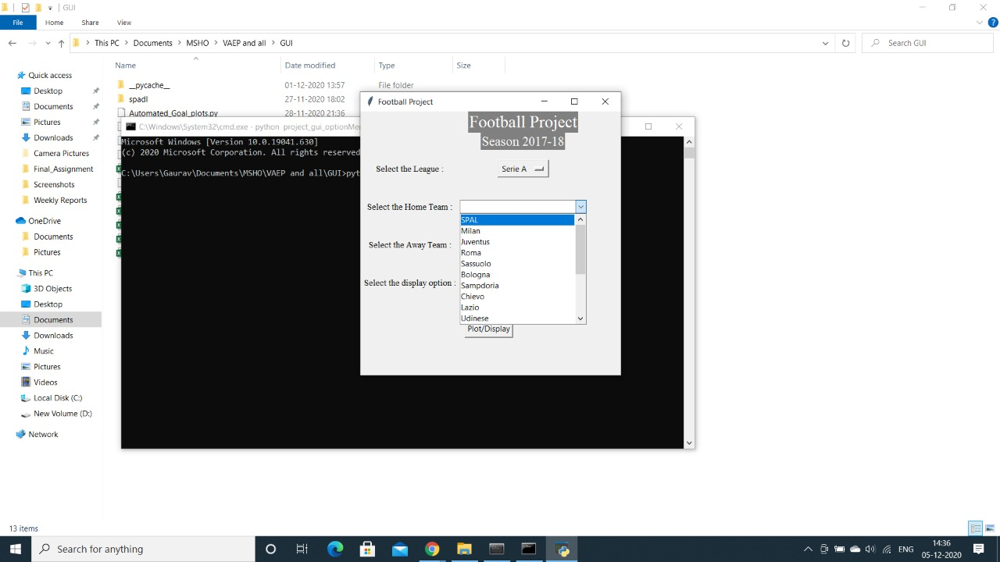 GUI
File Home Share View
This PC Documents MSHO VAEP and all GUI Search GUI
Name Date modified Type Size
Quick access
Desktop
Documents
Pictures
Downloads
Camera Pictures
Final_Assignment
Screenshots
Weekly Reports
OneDrive
Documents
Pictures
This PC
3D Objects
Desktop
Documents
Downloads
Music
Pictures
Videos
Local Disk (C:)
New Volume (D:)
Network
__pycache__ 01-12-2020 13:57 File folder
spadl 27-11-2020 18:02
Automated_Goal_plots.py 28-11-2020 21:36
C:\Windows\System32\cmd.exe - python project_gui_optionMe
Microsoft Windows [Version 10.0.19041.630]
(c) 2020 Microsoft Corporation. All rights reserved
C:\Users\Gaurav\Documents\MSHO\VAEP and all\GUI>pyt
Football Project
Football Project
Season 2017-18
Select the League : Serie A
Select the Home Team :
SPAL
Milan
Juventus
Roma
Sassuolo
Bologna
Sampdoria
Chievo
Lazio
Udinese
Select the Away Team :
Select the display option :
Plot/Display
13 items
Search for anything
ENG
14:36
05-12-2020